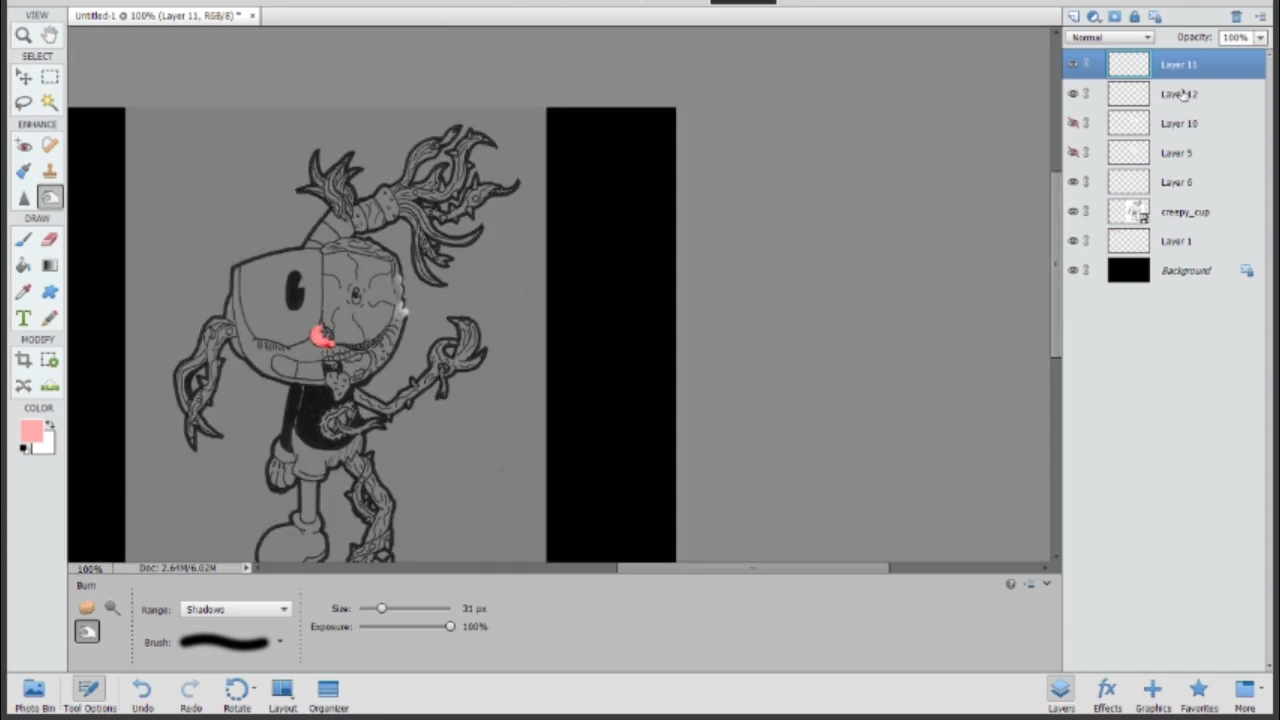 VIEW
Untitled-1 @ 100% (Layer 11, RGB/8) * ×
Normal Opacity: 100%
SELECT
ENHANCE
DRAW
T
MODIFY
COLOR
Layer 11
Layer 12
Layer 10
Layer 5
Layer 6
creepy_cup
Layer 1
Background
100% Doc: 2.64M/6.02M
Burn
Range: Shadows Size: 31 px
Exposure: 100%
Brush:
Photo Bin Tool Options Undo Redo Rotate Layout Organizer
fx
Layers Effects Graphics Favorites More